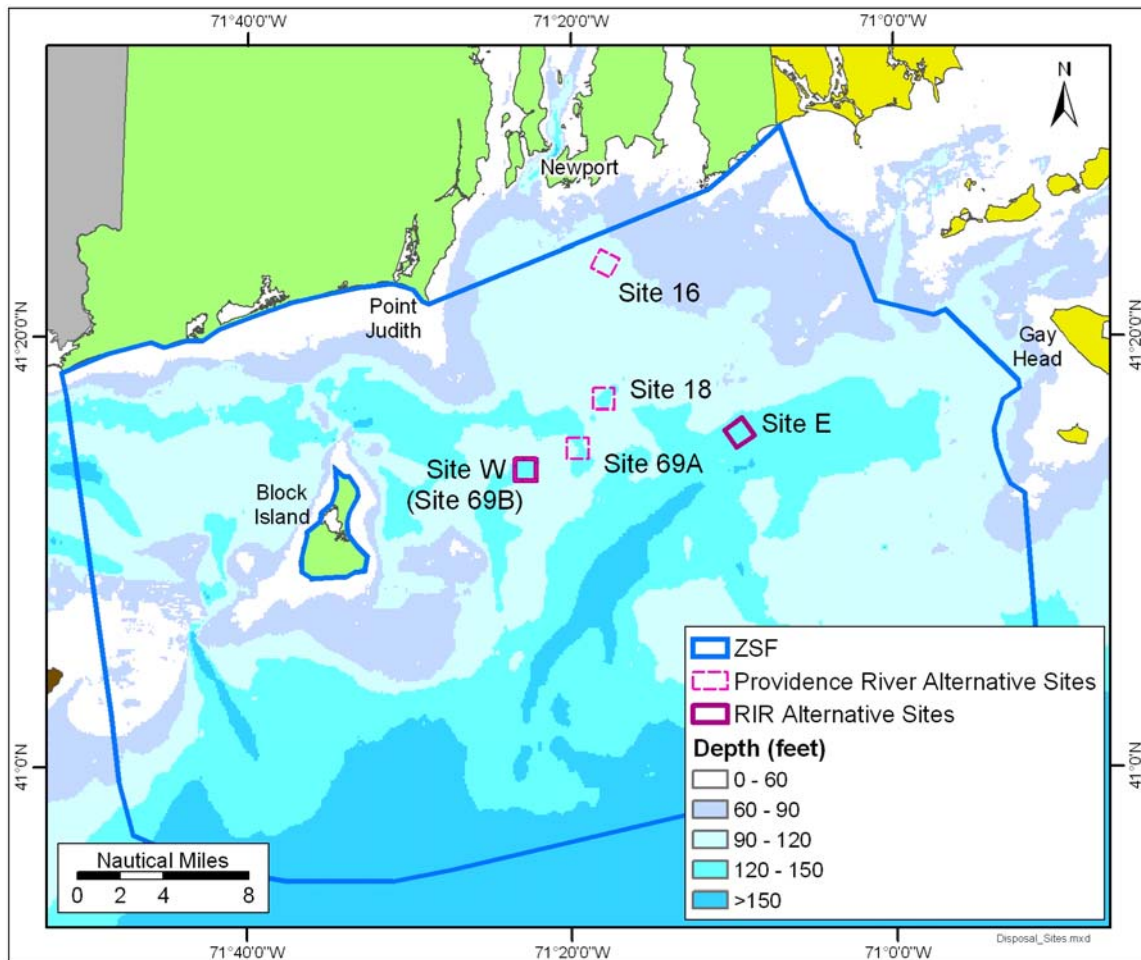 71°40'0"W
71°20'0"W
71°0'0"W
N
Newport
41°20'0"N
Site 16
Point
Judith
41°20'0"N
Gay
Head
Site 18
Site E
Site W
(Site 69B)
Site 69A
Block
Island
ZSF
Providence River Alternative Sites
RIR Alternative Sites
Depth (feet)
0 - 60
60 - 90
90 - 120
120 - 150
>150
41°0'0"N
41°0'0"N
Nautical Miles
0 2 4 8
71°40'0"W
71°20'0"W
71°0'0"W
Disposal_Sites.mxd